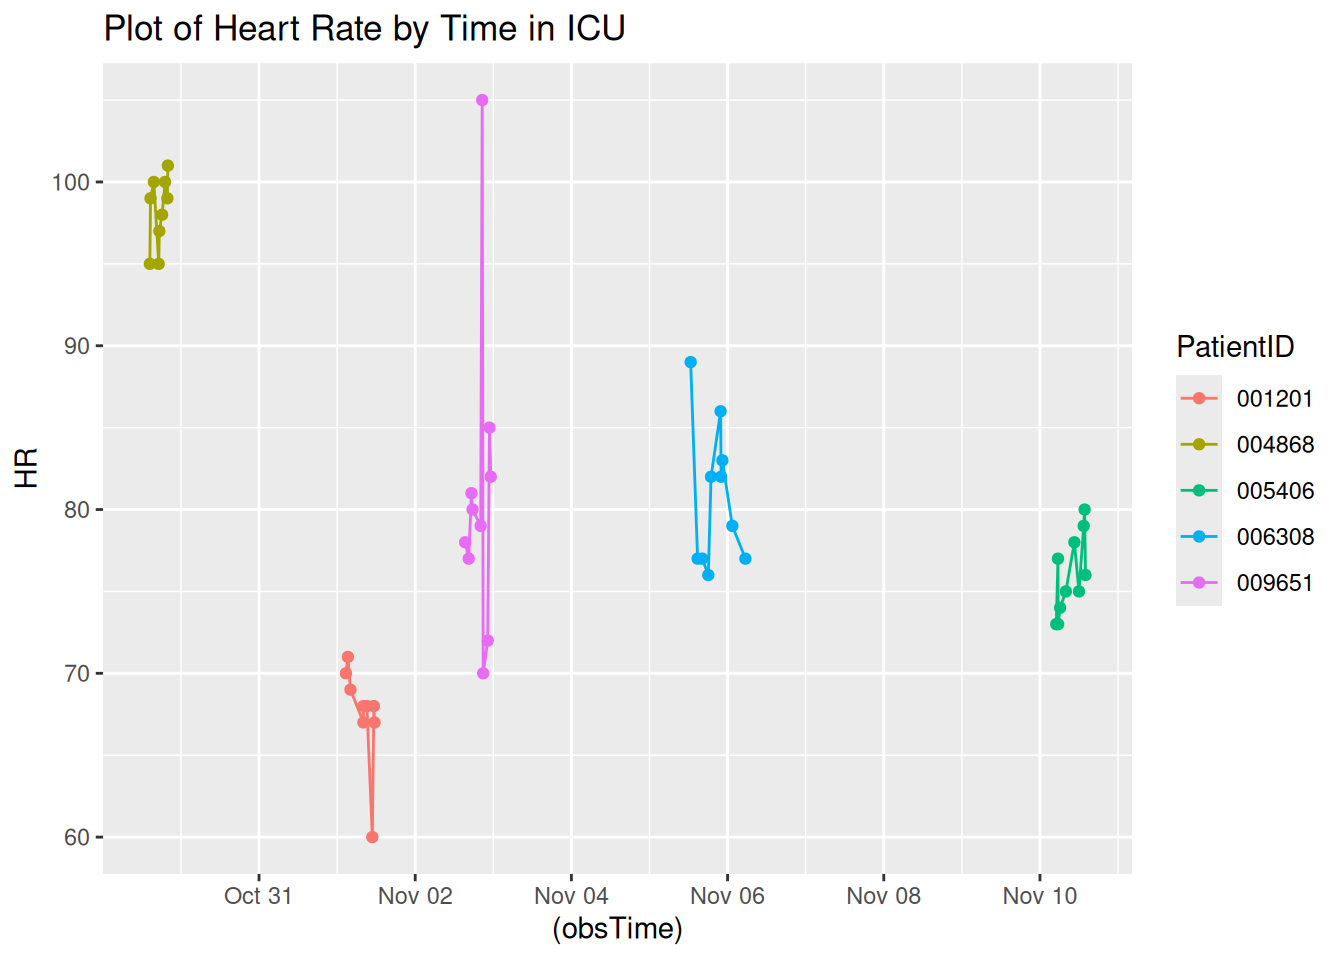 Plot of Heart Rate by Time in ICU
HR
100
90
80
70
60
Oct 31 Nov 02 Nov 04 Nov 06 Nov 08 Nov 10
(obsTime)
PatientID
001201
004868
005406
006308
009651